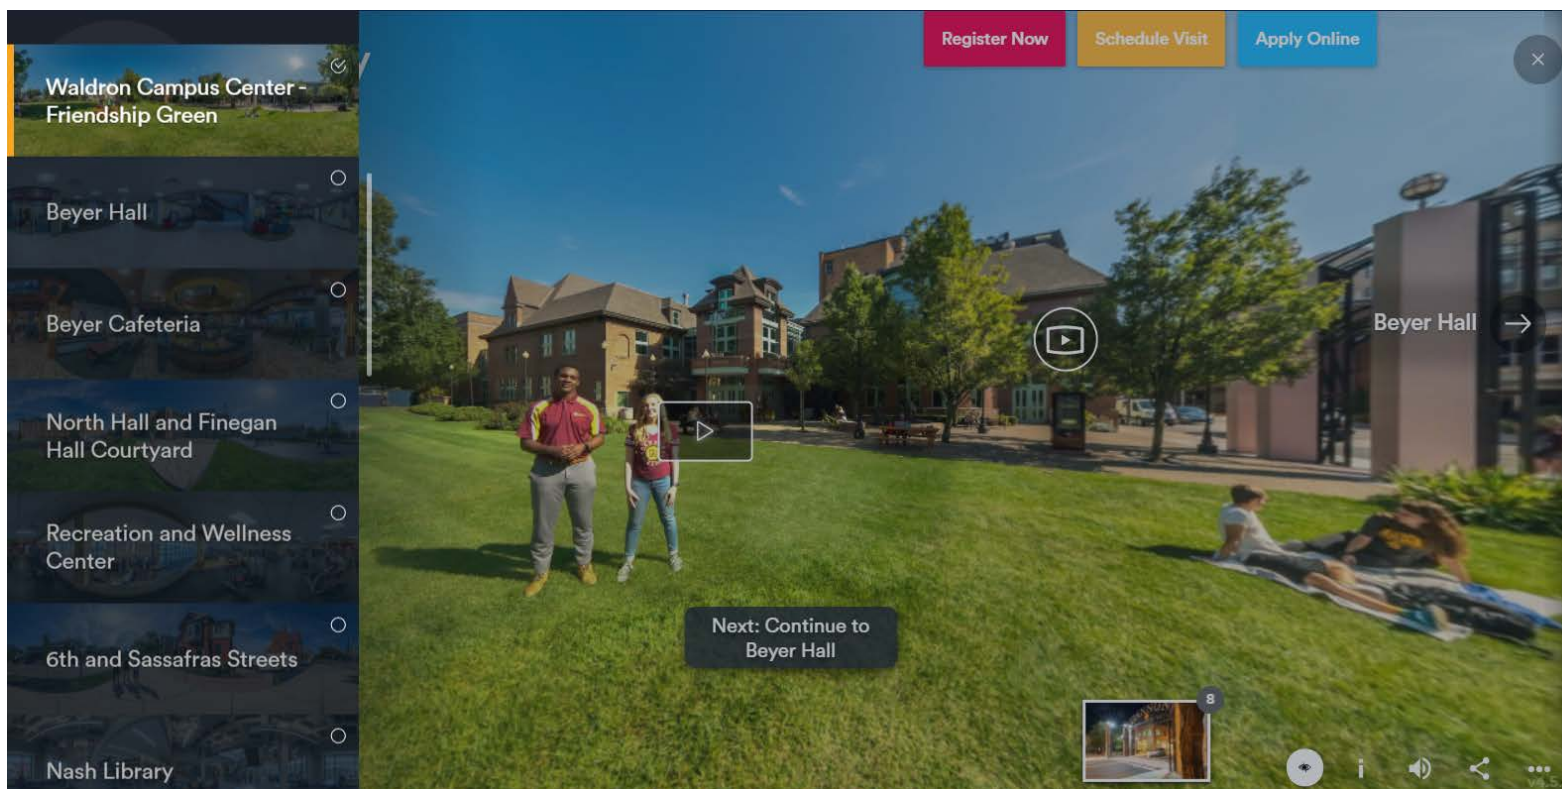 Waldron Campus Center -
Friendship Green
Beyer Hall
Beyer Cafeteria
North Hall and Finegan
Hall Courtyard
Recreation and Wellness
Center
6th and Sassafras Streets
Nash Library
y
Register Now
Schedule Visit
Apply Online
Beyer Hall
Next: Continue to
Beyer Hall
8
v4.5